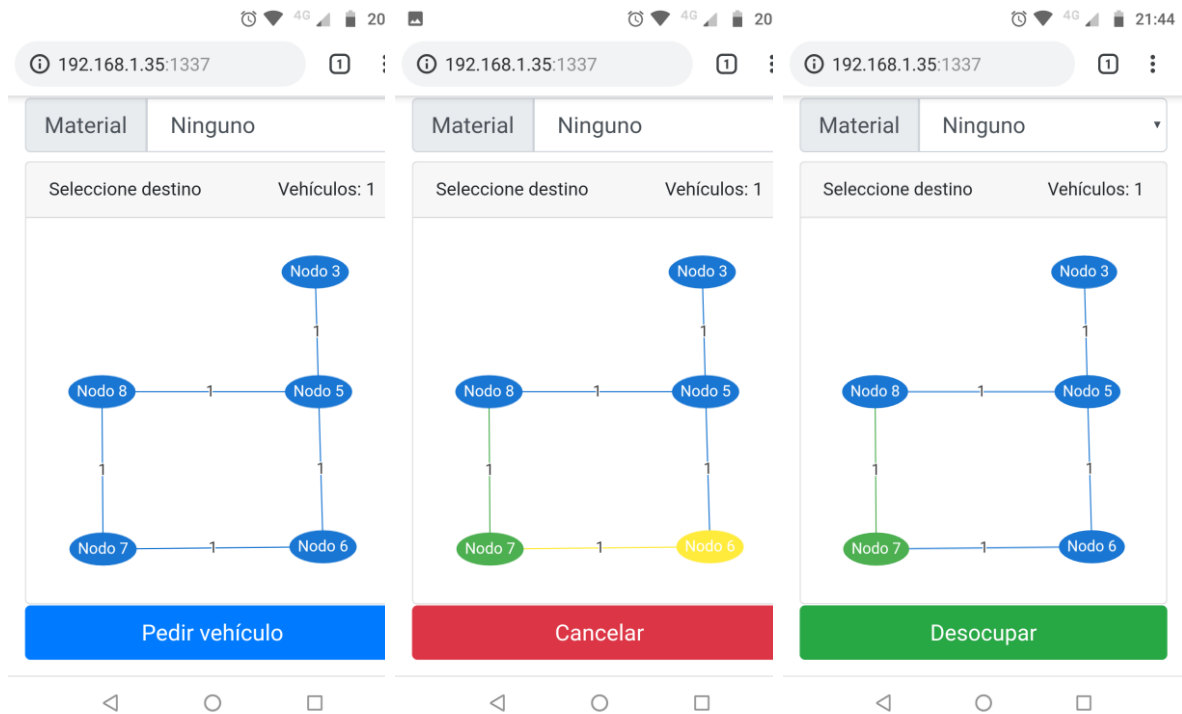 4G 20
192.168.1.35:1337 1
Material Ninguno
Seleccione destino Vehículos: 1
Nodo 3
1
Nodo 8 1 Nodo 5
1 1
Nodo 7 1 Nodo 6
Pedir vehículo
4G 20
192.168.1.35:1337 1
Material Ninguno
Seleccione destino Vehículos: 1
Nodo 3
1
Nodo 8 1 Nodo 5
1 1
Nodo 7 1 Nodo 6
Cancelar
4G 21:44
192.168.1.35:1337 1
Material Ninguno
Seleccione destino Vehículos: 1
Nodo 3
1
Nodo 8 1 Nodo 5
1 1
Nodo 7 1 Nodo 6
Desocupar